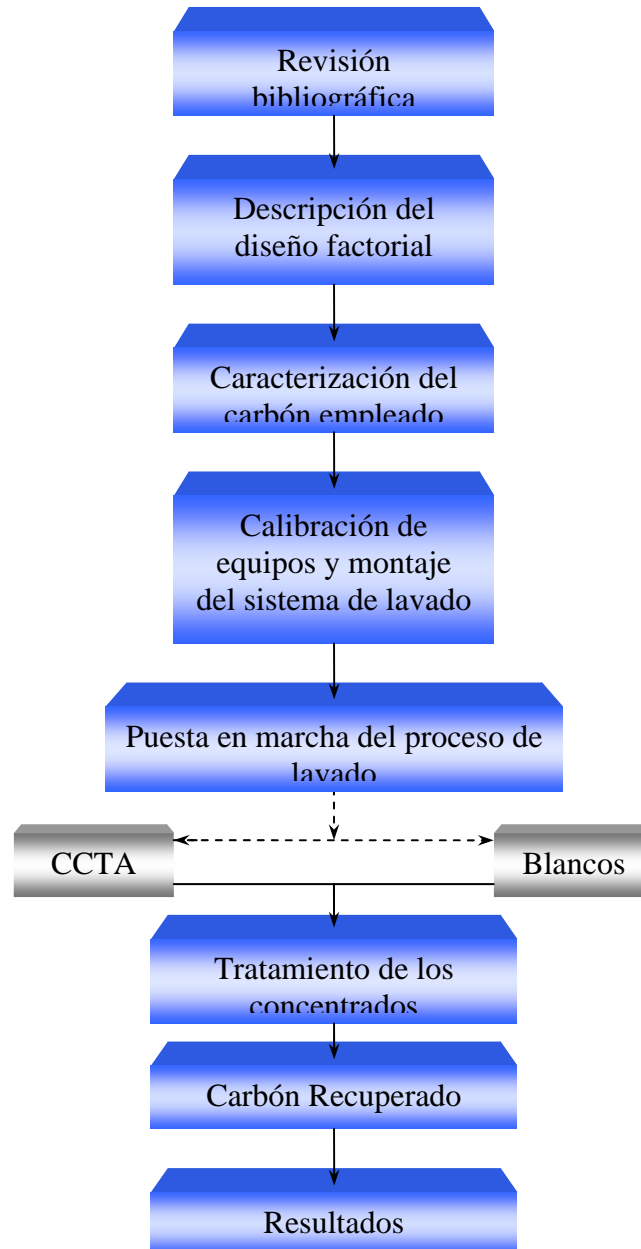 Revisión
bibliográfica
Descripción del
diseño factorial
Caracterización del
carbón empleado
Calibración de
equipos y montaje
del sistema de lavado
Puesta en marcha del proceso de
lavado
CCTA
Blancos
Tratamiento de los
concentrados
Carbón Recuperado
Resultados